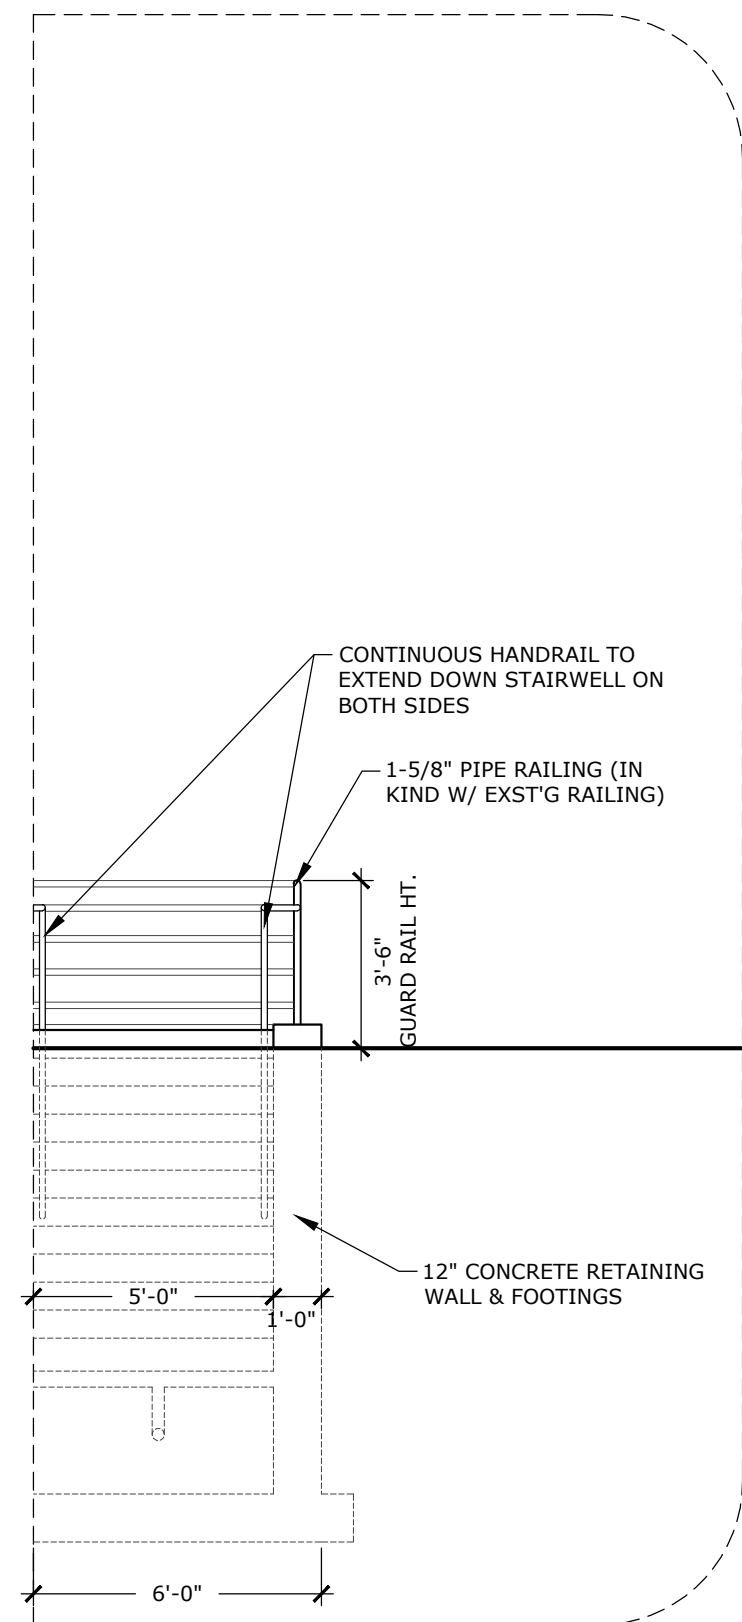 CONTINUOUS HANDRAIL TO
EXTEND DOWN STAIRWELL ON
BOTH SIDES
1-5/8" PIPE RAILING (IN
KIND W/ EXST'G RAILING)
3'-6"
GUARD RAIL HT.
12" CONCRETE RETAINING
WALL & FOOTINGS
5'-0"
1'-0"
6'-0"